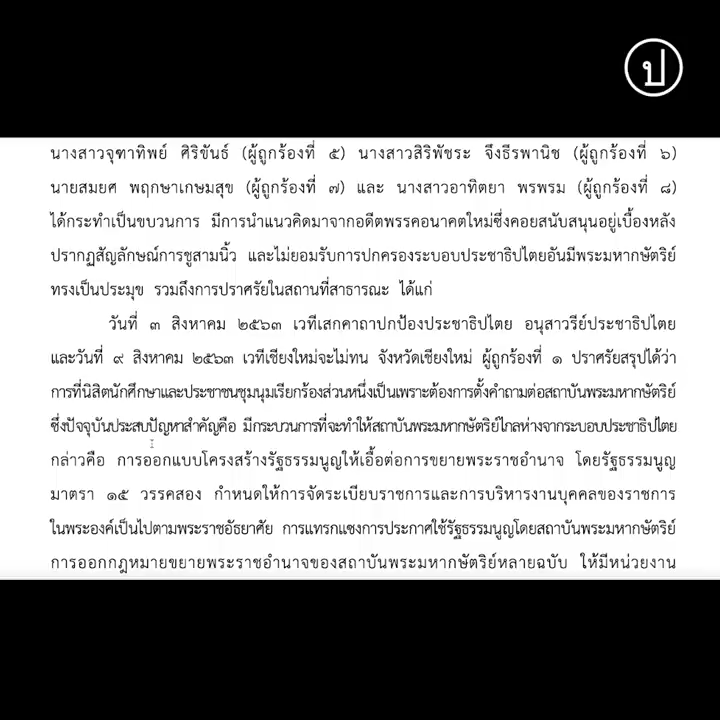 ป
นางสาวจุฑาทิพย์ ศิริขันธ์ (ผู้ถูกร้องที่ ๕) นางสาวสิริพัชระ จึงธีรพานิช (ผู้ถูกร้องที่ ๖)
นายสมยศ พฤกษาเกษมสุข (ผู้ถูกร้องที่ ๗) และ นางสาวอาทิตยา พรพรม (ผู้ถูกร้องที่ ๘)
ได้กระทำเป็นขบวนการ มีการนำแนวคิดมาจากอดีตพรรคอนาคตใหม่ซึ่งคอยสนับสนุนอยู่เบื้องหลัง
ปรากฏสัญลักษณ์การชูสามนิ้ว และไม่ยอมรับการปกครองระบอบประชาธิปไตยอันมีพระมหากษัตริย์
ทรงเป็นประมุข รวมถึงการปราศรัยในสถานที่สาธารณะ ได้แก่
วันที่ ๓ สิงหาคม ๒๕๖๓ เวทีเสกคาถาปกป้องประชาธิปไตย อนุสาวรีย์ประชาธิปไตย
และวันที่ ๙ สิงหาคม ๒๕๖๓ เวทีเชียงใหม่จะไม่ทน จังหวัดเชียงใหม่ ผู้ถูกร้องที่ ๑ ปราศรัยสรุปได้ว่า
การที่นิสิตนักศึกษาและประชาชนชุมนุมเรียกร้องส่วนหนึ่งเป็นเพราะต้องการตั้งคำถามต่อสถาบันพระมหากษัตริย์
ซึ่งปัจจุบันประสบปัญหาสำคัญคือ มีกระบวนการที่จะทำให้สถาบันพระมหากษัตริย์ไกลห่างจากระบอบประชาธิปไตย
กล่าวคือ การออกแบบโครงสร้างรัฐธรรมนูญให้เอื้อต่อการขยายพระราชอำนาจ โดยรัฐธรรมนูญ
มาตรา ๑๕ วรรคสอง กำหนดให้การจัดระเบียบราชการและการบริหารงานบุคคลของราชการ
ในพระองค์เป็นไปตามพระราชอัธยาศัย การแทรกแซงการประกาศใช้รัฐธรรมนูญโดยสถาบันพระมหากษัตริย์
การออกกฎหมายขยายพระราชอำนาจของสถาบันพระมหากษัตริย์หลายฉบับ ให้มีหน่วยงาน